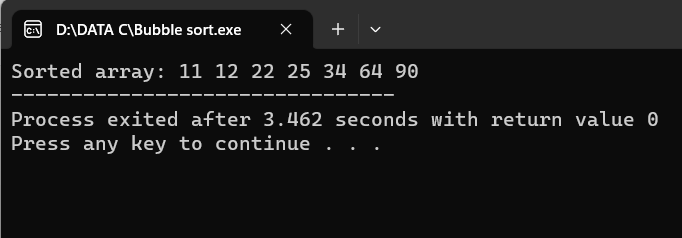 D:\DATA C\Bubble sort.exe
Sorted array: 11 12 22 25 34 64 90
--------------------------------
Process exited after 3.462 seconds with return value 0
Press any key to continue . . .